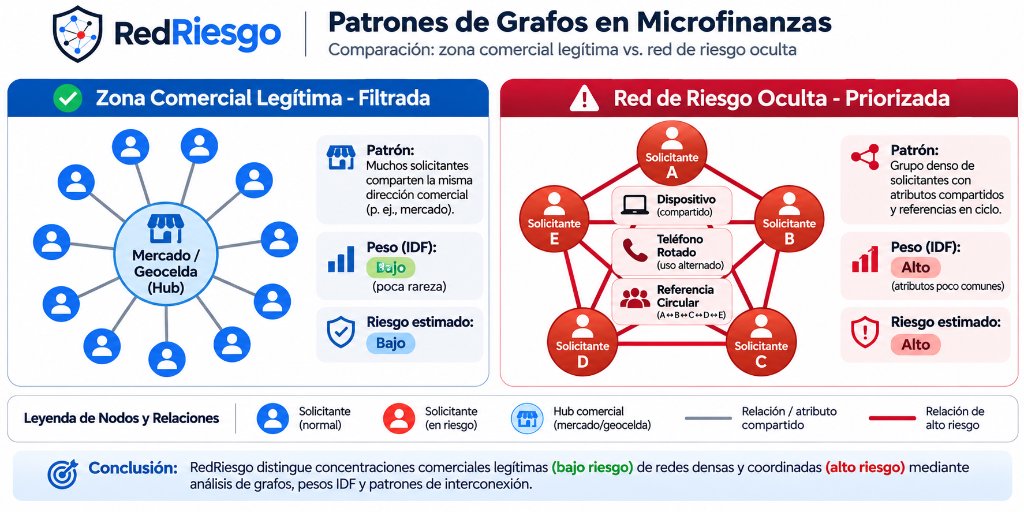 RedRiesgo
Patrones de Grafos en Microfinanzas
Comparación: zona comercial legítima vs. red de riesgo oculta
Zona Comercial Legítima - Filtrada
Mercado /
Geocelda
(Hub)
Patrón:
Muchos solicitantes
comparten la misma
dirección comercial
(p. ej., mercado).
Peso (IDF):
Bajo
(poca rareza)
Riesgo estimado:
Bajo
Red de Riesgo Oculta - Priorizada
Solicitante
A
Solicitante
E
Solicitante
B
Solicitante
D
Solicitante
C
Dispositivo
(compartido)
Teléfono
Rotado
(uso alternado)
Referencia
Circular
(A↔B↔C↔D↔E)
Patrón:
Grupo denso de
solicitantes con
atributos compartidos
y referencias en ciclo.
Peso (IDF):
Alto
(atributos poco comunes)
Riesgo estimado:
Alto
Leyenda de Nodos y Relaciones
Solicitante
(normal)
Solicitante
(en riesgo)
Hub comercial
(mercado/geocelda)
Relación / atributo
compartido
Relación de
alto riesgo
Conclusión: RedRiesgo distingue concentraciones comerciales legítimas (bajo riesgo) de redes densas y coordinadas (alto riesgo) mediante
análisis de grafos, pesos IDF y patrones de interconexión.